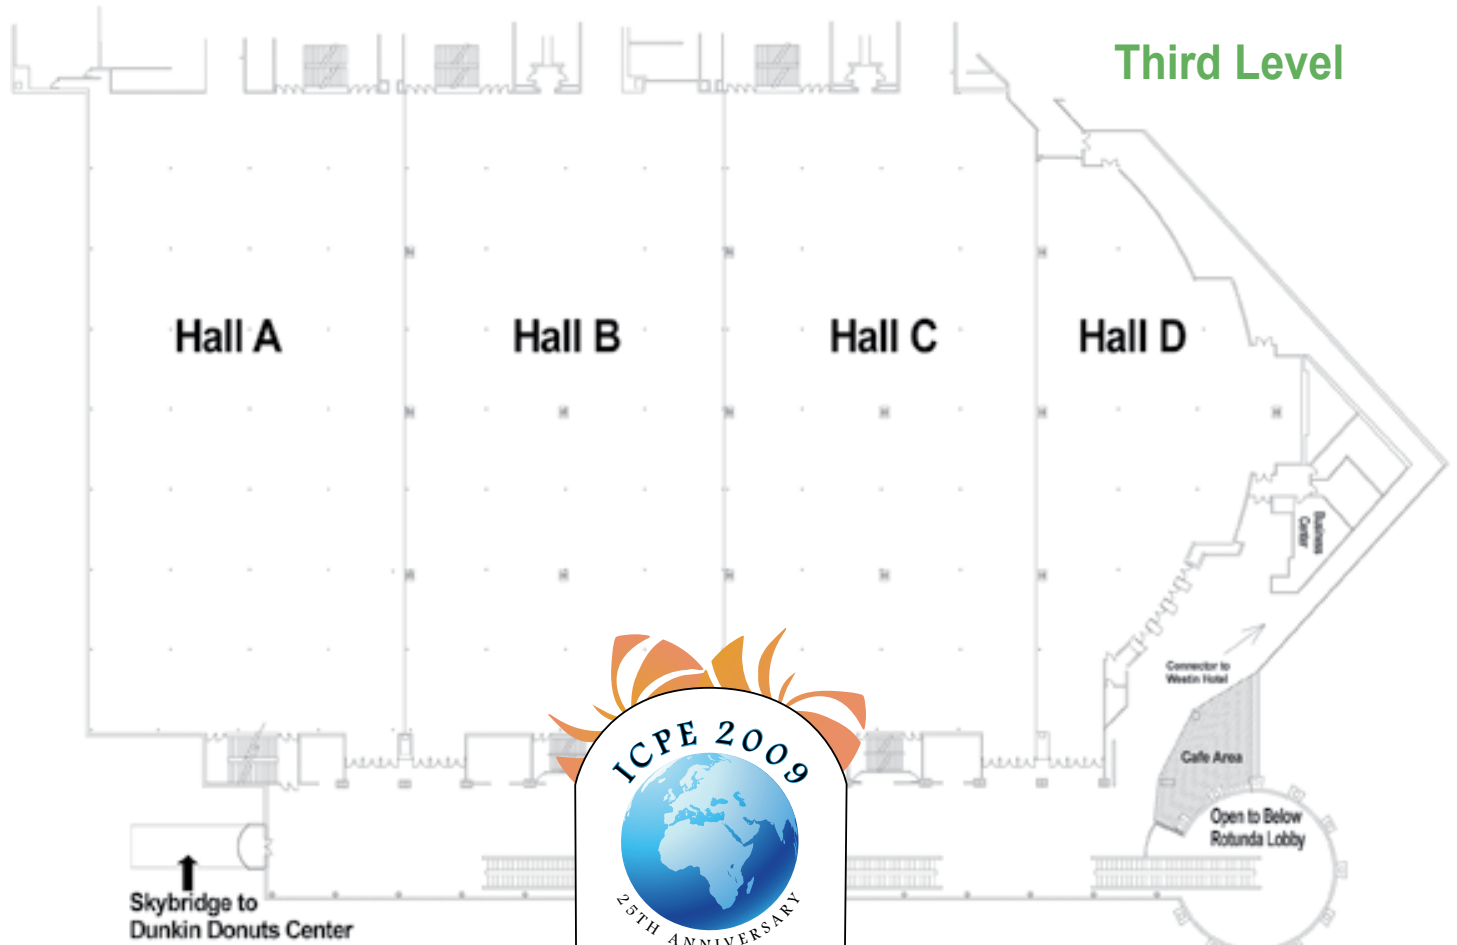 Third Level
Hall A
Hall B
Hall C
Hall D
Business
Center
Connector to
Westin Hotel
Cafe Area
Open to Below
Rotunda Lobby
ICPE 2009
25TH ANNIVERSARY
Skybridge to
Dunkin Donuts Center